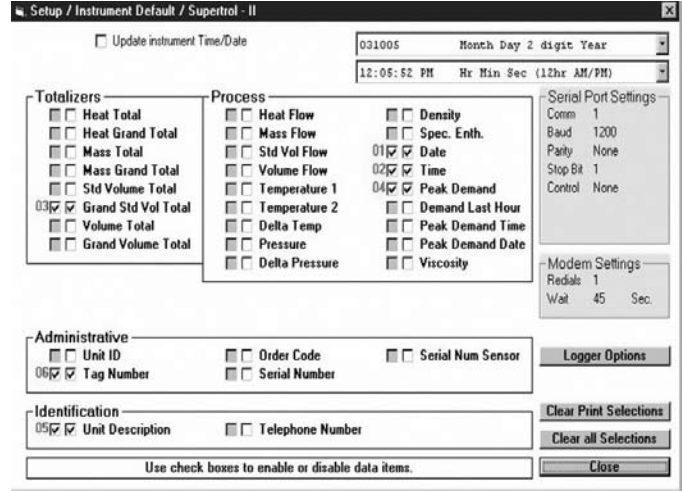 Setup / Instrument Default / Supertrol - II
Update instrument Time/Date
031005 Month Day 2 digit Year
12:05:52 PM Hr Min Sec (12hr AM/PM)
Totalizers
Heat Total
Heat Grand Total
Mass Total
Mass Grand Total
Std Volume Total
03 Grand Std Vol Total
Volume Total
Grand Volume Total
Process
Heat Flow
Mass Flow
Std Vol Flow
Volume Flow
Temperature 1
Temperature 2
Delta Temp
Pressure
Delta Pressure
Density
Spec. Enth.
01 Date
02 Time
04 Peak Demand
Demand Last Hour
Peak Demand Time
Peak Demand Date
Viscosity
Serial Port Settings
Comm 1
Baud 1200
Parity None
Stop Bit 1
Control None
Modem Settings
Redials 1
Wait 45 Sec.
Administrative
Unit ID
Order Code
Serial Num Sensor
06 Tag Number
Serial Number
Logger Options
Identification
05 Unit Description
Telephone Number
Clear Print Selections
Clear all Selections
Use check boxes to enable or disable data items.
Close